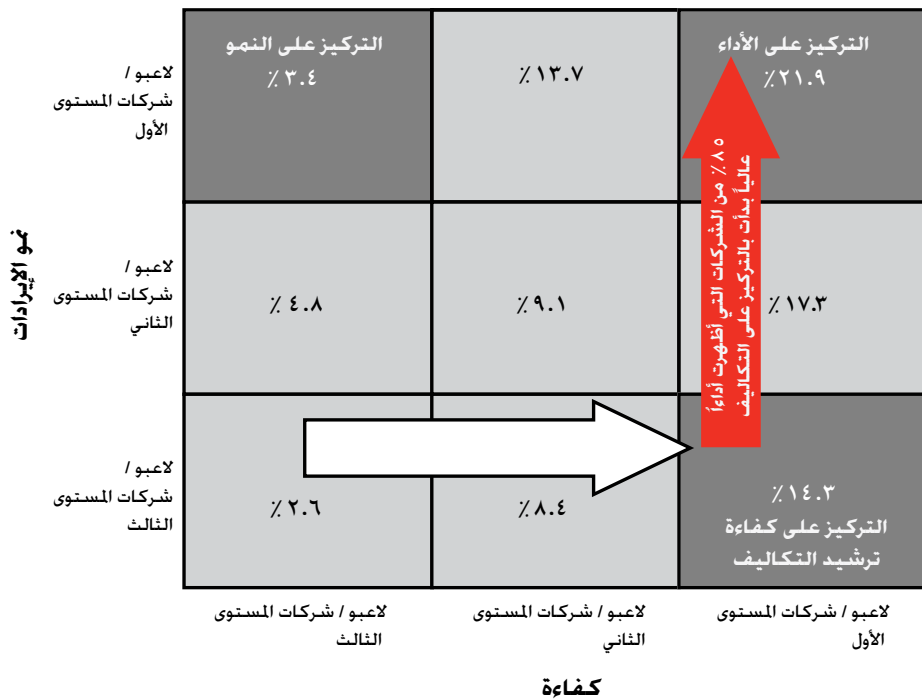 التركيز على الأداء
٪ ٢١.٩
٪ ١٣.٧
التركيز على النمو
٪ ٣.٤
لاعبو /
شركات المستوى
الأول
٪ ١٧.٣
٪ ٩.١
٪ ٤.٨
لاعبو /
شركات المستوى
الثاني
٪ ١٤.٣
التركيز على كفاءة
ترشيد التكاليف
٪ ٨.٤
٪ ٢.٦
لاعبو /
شركات المستوى
الثالث
٨٥ ٪ من الشركات التي أظهرت أداءاً
عالياً بدأت بالتركيز على التكاليف
نمو الإيرادات
لاعبو / شركات المستوى
الأول
لاعبو / شركات المستوى
الثاني
لاعبو / شركات المستوى
الثالث
كفاءة